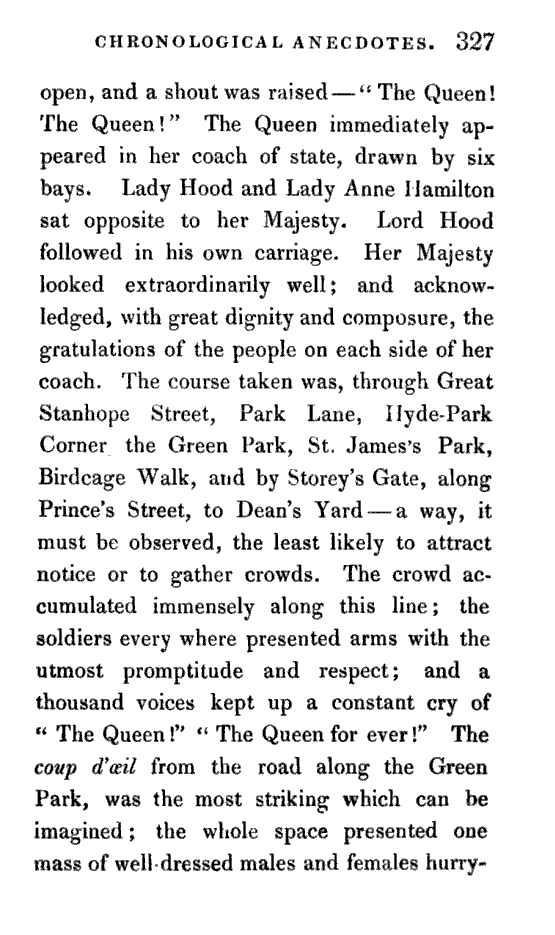 CHRONOLOGICAL ANECDOTES. 327
open, and a shout was raised — “ The Queen!
The Queen!” The Queen immediately ap-
peared in her coach of state, drawn by six
bays. Lady Hood and Lady Anne Hamilton
sat opposite to her Majesty. Lord Hood
followed in his own carriage. Her Majesty
looked extraordinarily well; and acknow-
ledged, with great dignity and composure, the
gratulations of the people on each side of her
coach. The course taken was, through Great
Stanhope Street, Park Lane, Hyde-Park
Corner the Green Park, St. James's Park,
Birdcage Walk, and by Storey's Gate, along
Prince's Street, to Dean's Yard — a way, it
must be observed, the least likely to attract
notice or to gather crowds. The crowd ac-
cumulated immensely along this line; the
soldiers every where presented arms with the
utmost promptitude and respect; and a
thousand voices kept up a constant cry of
“ The Queen!” “ The Queen for ever!” The
coup d'œil from the road along the Green
Park, was the most striking which can be
imagined; the whole space presented one
mass of well-dressed males and females hurry-